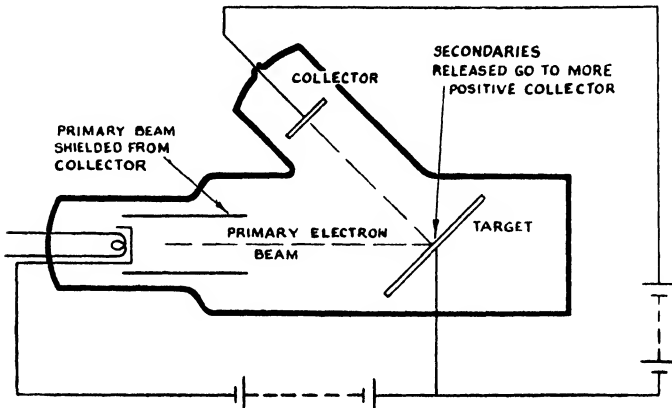 SECONDARIES
RELEASED GO TO MORE
POSITIVE COLLECTOR
COLLECTOR
PRIMARY BEAM
SHIELDED FROM
COLLECTOR
PRIMARY ELECTRON
BEAM
TARGET